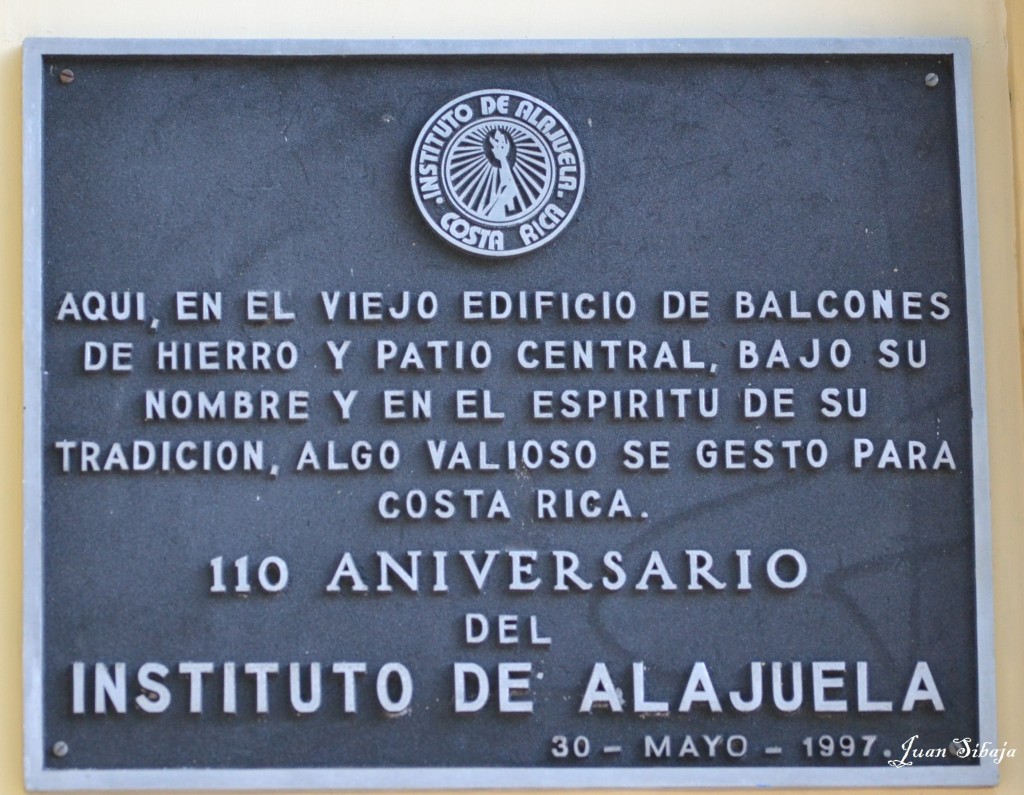 ·INSTITUTO DE ALAJUELA·
COSTA RICA
AQUI, EN EL VIEJO EDIFICIO DE BALCONES
DE HIERRO Y PATIO CENTRAL, BAJO SU
NOMBRE Y EN EL ESPIRITU DE SU
TRADICION, ALGO VALIOSO SE GESTO PARA
COSTA RICA.
110 ANIVERSARIO
DEL
INSTITUTO DE ALAJUELA
30 - MAYO - 1997.
Juan Sibaja